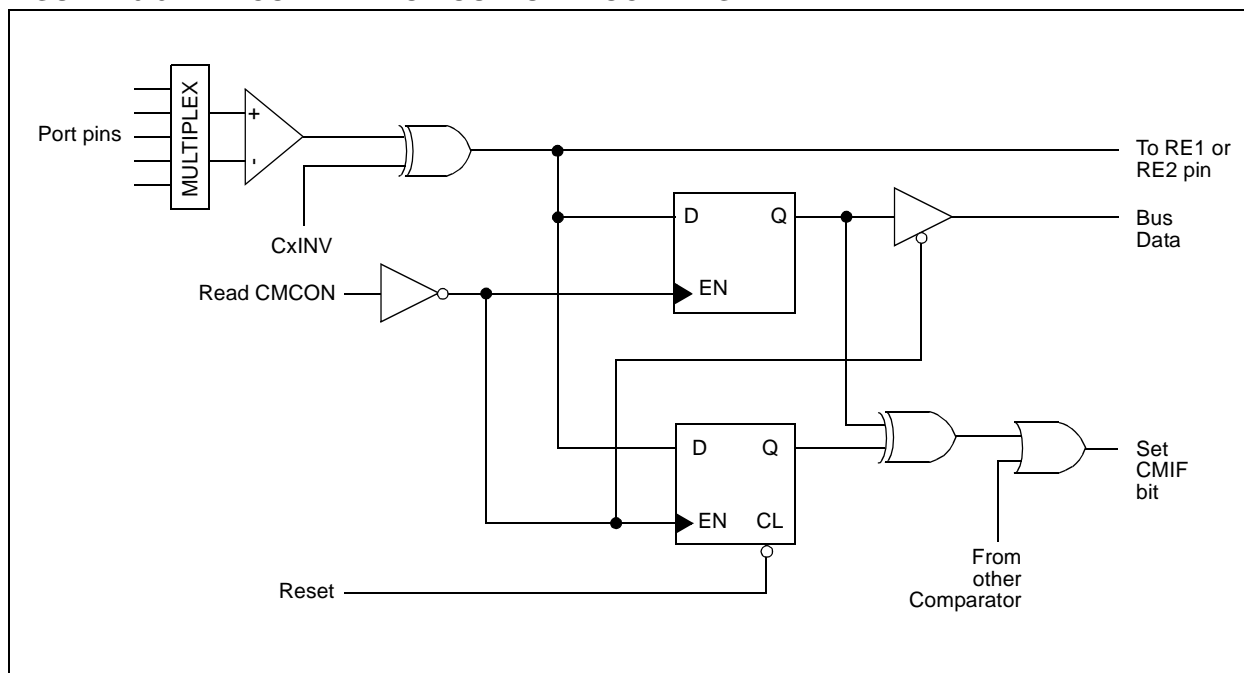 MULTIPLEX
+
-
Port pins
CxINV
To RE1 or
RE2 pin
D
Q
EN
Bus
Data
Read CMCON
D
Q
EN
CL
Set
CMIF
bit
From
other
Comparator
Reset